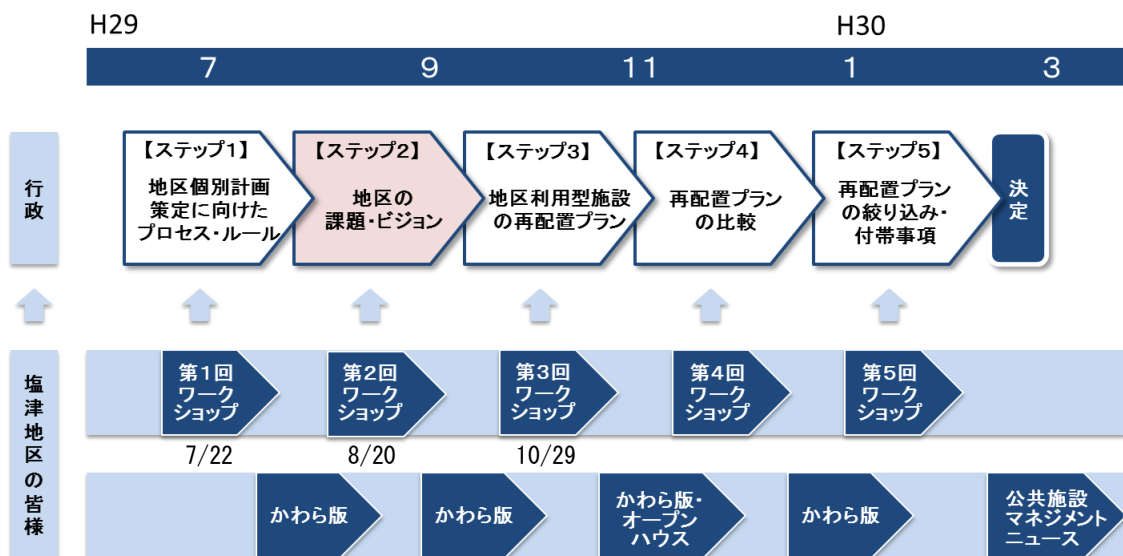 H29
H30
7
9
11
1
3
行政
【ステップ1】
地区個別計画
策定に向けた
プロセス・ルール
【ステップ2】
地区の
課題・ビジョン
【ステップ3】
地区利用型施設
の再配置プラン
【ステップ4】
再配置プラン
の比較
【ステップ5】
再配置プラン
の絞り込み・
付帯事項
決定
塩津地区の皆様
第1回
ワーク
ショップ
第2回
ワーク
ショップ
第3回
ワーク
ショップ
第4回
ワーク
ショップ
第5回
ワーク
ショップ
7/22
8/20
10/29
かわら版
かわら版
かわら版・
オープン
ハウス
かわら版
公共施設
マネジメント
ニュース